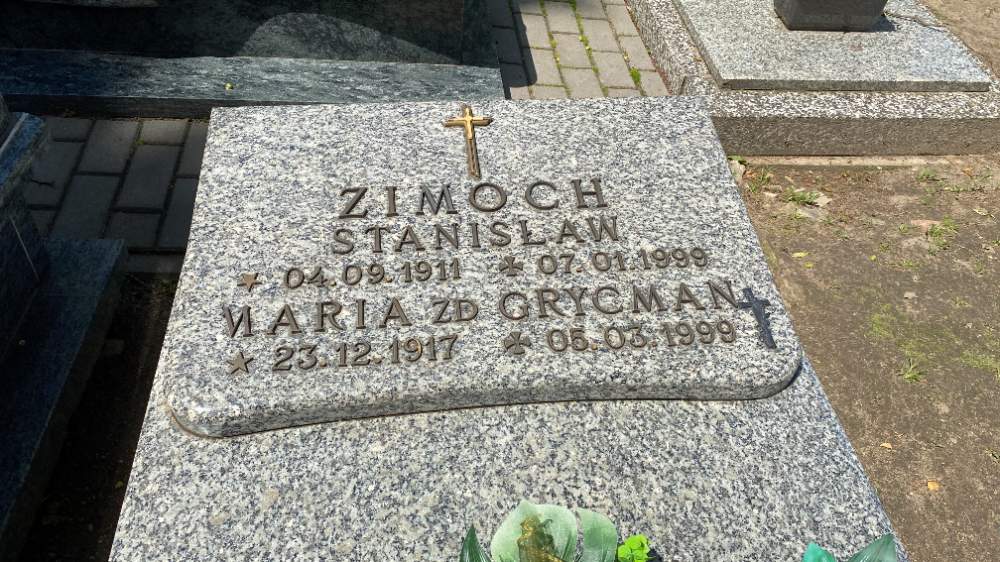 ZIMOCH
STANISŁAW
04.09.1911 07.01.1999
MARIA ZD GRYCMAN
23.12.1917 05.03.1999